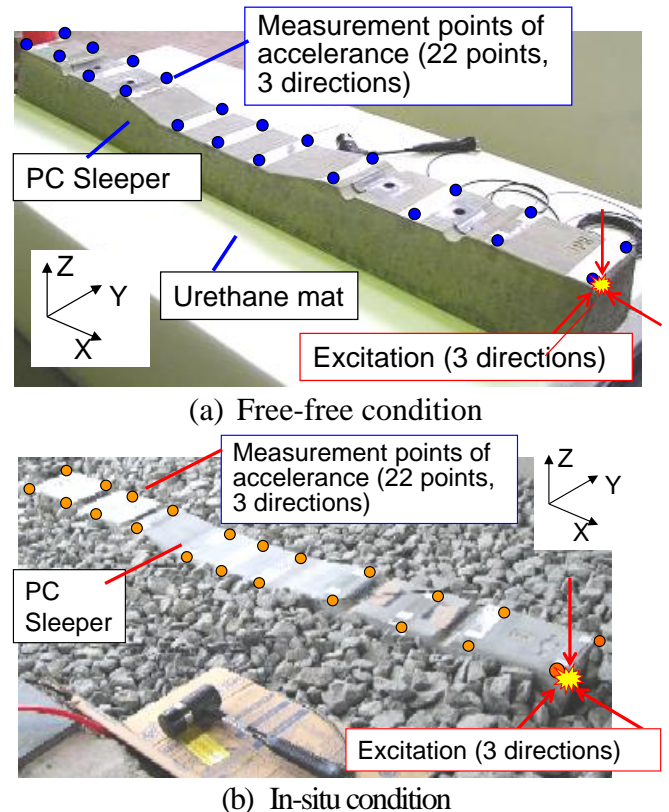 Measurement points of
accelerance (22 points,
3 directions)
PC Sleeper
Z
Y
X
Urethane mat
Excitation (3 directions)
(a) Free-free condition
Measurement points of
accelerance (22 points,
3 directions)
Z
Y
X
PC
Sleeper
Excitation (3 directions)
(b) In-situ condition